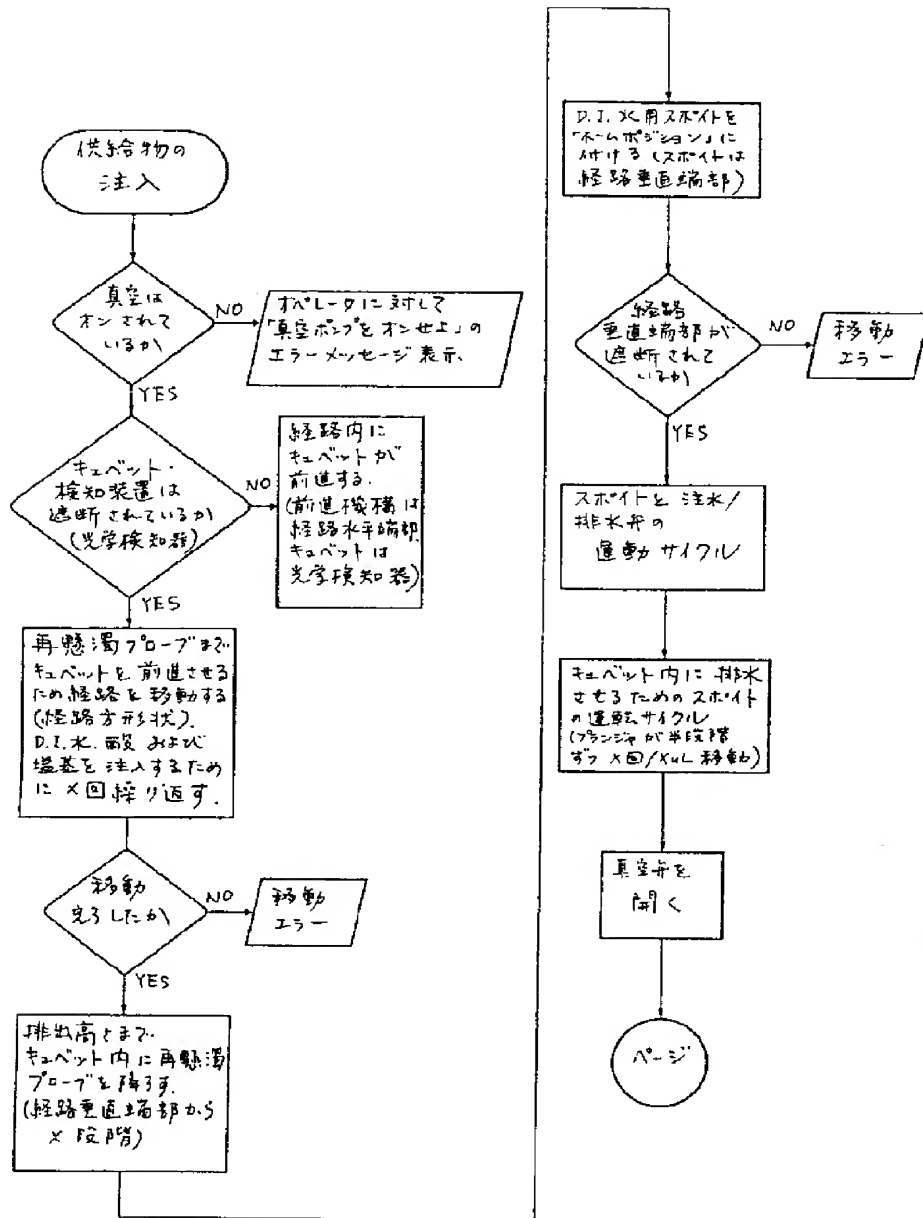 供給物の
注入
真空は
オンされて
いるか
NO
オペレータに対して
「真空ポンプをオンせよ」の
エラーメッセージ表示、
YES
キュベット・
検知装置は
遮断されているか
(光学検知器)
NO
経路内に
キュベットが
前進する.
(前進機構は
経路水平端部
キュベットは
光学検知器)
YES
再懸濁プローブまで
キュベットを前進させる
ため経路を移動する
(経路方形状).
D.I.水.酸および
塩基を注入するため
に×回繰り返す.
移動
完了したか
NO
移動
エラー
YES
排出高さまで
キュベット内に再懸濁
プローブを降ろす.
(経路垂直端部から
×段階)
D.I.水用スポイトを
「ホームポジション」に
付ける(スポイトは
経路垂直端部)
経路
垂直端部が
遮断されて
いるか
NO
移動
エラー
YES
スポイトと注水/
排水弁の
運動サイクル
キュベット内に排水
させるためのスポイト
の運転サイクル
(プランジャが半段階
ずつ×回/XuL移動)
真空弁を
開く
ページ